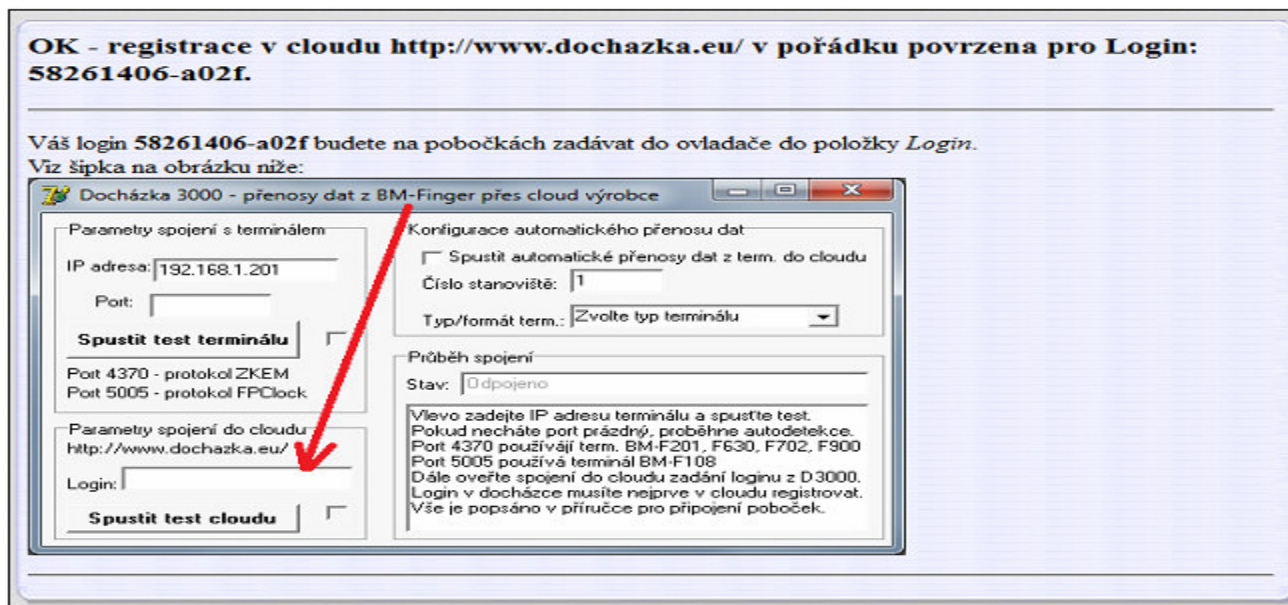 OK - registrace v cloudu http://www.dochazka.eu/ v pořádku povrzena pro Login:
58261406-a02f.
Váš login 58261406-a02f budete na pobočkách zadávat do ovladače do položky Login.
Viz šipka na obrázku níže:
Docházka 3000 - přenosy dat z BM-Finger přes cloud výrobce
Parametry spojení s terminálem
IP adresa: 192.168.1.201
Port:
Spustit test terminálu
Port 4370 - protokol ZKEM
Port 5005 - protokol FPClock
Parametry spojení do cloudu
http://www.dochazka.eu/
Login:
Spustit test cloudu
Konfigurace automatického přenosu dat
Spustit automatické přenosy dat z term. do cloudu
Číslo stanoviště: 1
Typ/formát term.: Zvolte typ terminálu
Průběh spojení
Stav: Odpojeno
Vlevo zadejte IP adresu terminálu a spusťte test.
Pokud necháte port prázdný, proběhne autodetekce.
Port 4370 používájí term. BM-F201, F630, F702, F900
Port 5005 používá terminál BM-F108
Dále oveřte spojení do cloudu zadání loginu z D3000.
Login v docházce musíte nejprve v cloudu registrovat.
Vše je popsáno v příručce pro připojení poboček.